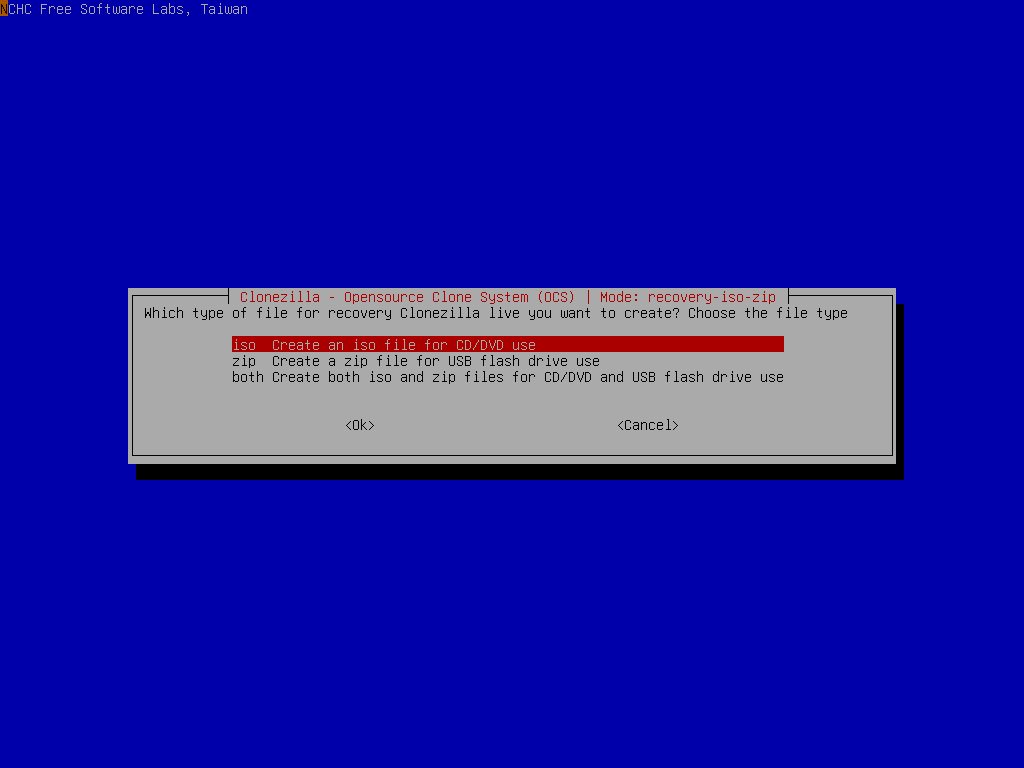 NCHC Free Software Labs, Taiwan
Clonezilla - Opensource Clone System (OCS) | Mode: recovery-iso-zip
Which type of file for recovery Clonezilla live you want to create? Choose the file type
iso  Create an iso file for CD/DVD use
zip  Create a zip file for USB flash drive use
both Create both iso and zip files for CD/DVD and USB flash drive use
<Ok> <Cancel>